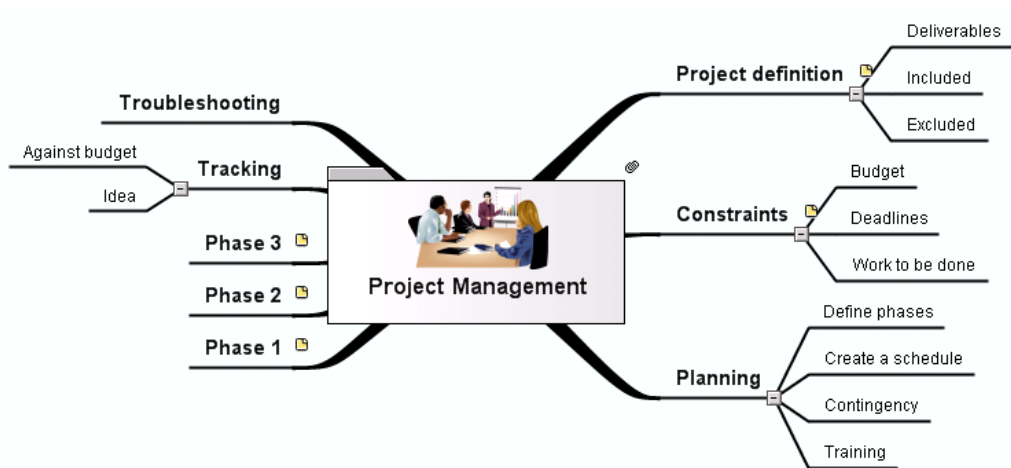 Project Management
Project definition
Deliverables
Included
Excluded
Constraints
Budget
Deadlines
Work to be done
Planning
Define phases
Create a schedule
Contingency
Training
Phase 1
Phase 2
Phase 3
Tracking
Against budget
Idea
Troubleshooting